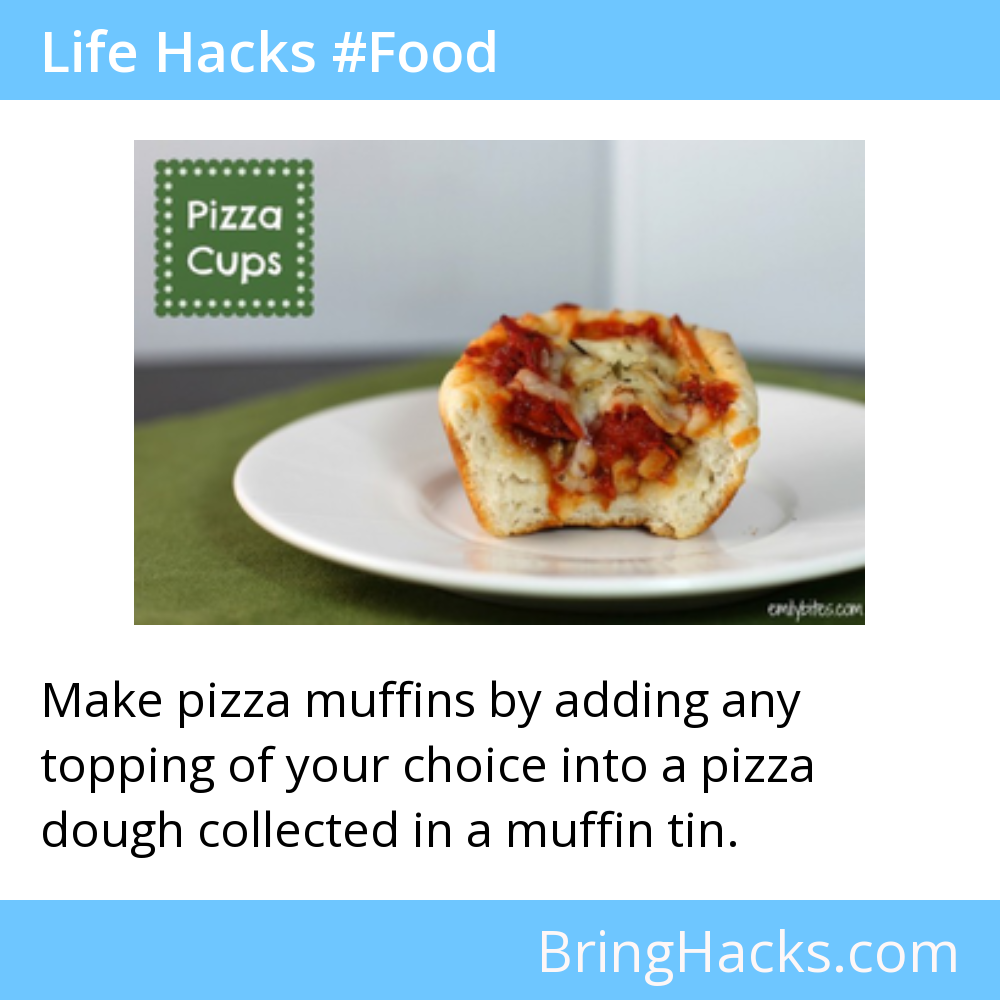 Life Hacks #Food
Pizza
Cups
emilybites.com
Make pizza muffins by adding any
topping of your choice into a pizza
dough collected in a muffin tin.
BringHacks.com